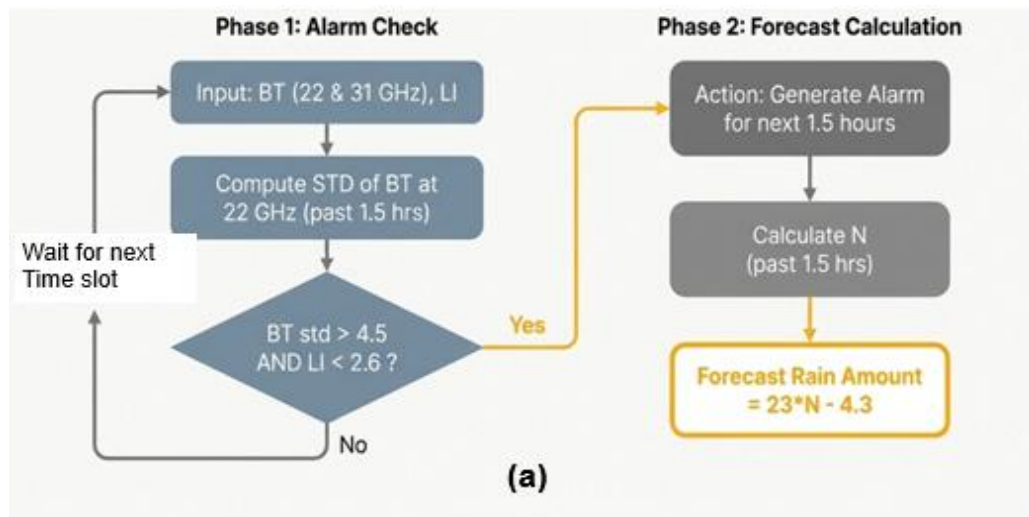 Phase 1: Alarm Check
Input: BT (22 & 31 GHz), LI
Compute STD of BT at
22 GHz (past 1.5 hrs)
Wait for next
Time slot
BT std > 4.5
AND LI < 2.6 ?
Yes
No
Phase 2: Forecast Calculation
Action: Generate Alarm
for next 1.5 hours
Calculate N
(past 1.5 hrs)
Forecast Rain Amount
= 23*N - 4.3
(a)